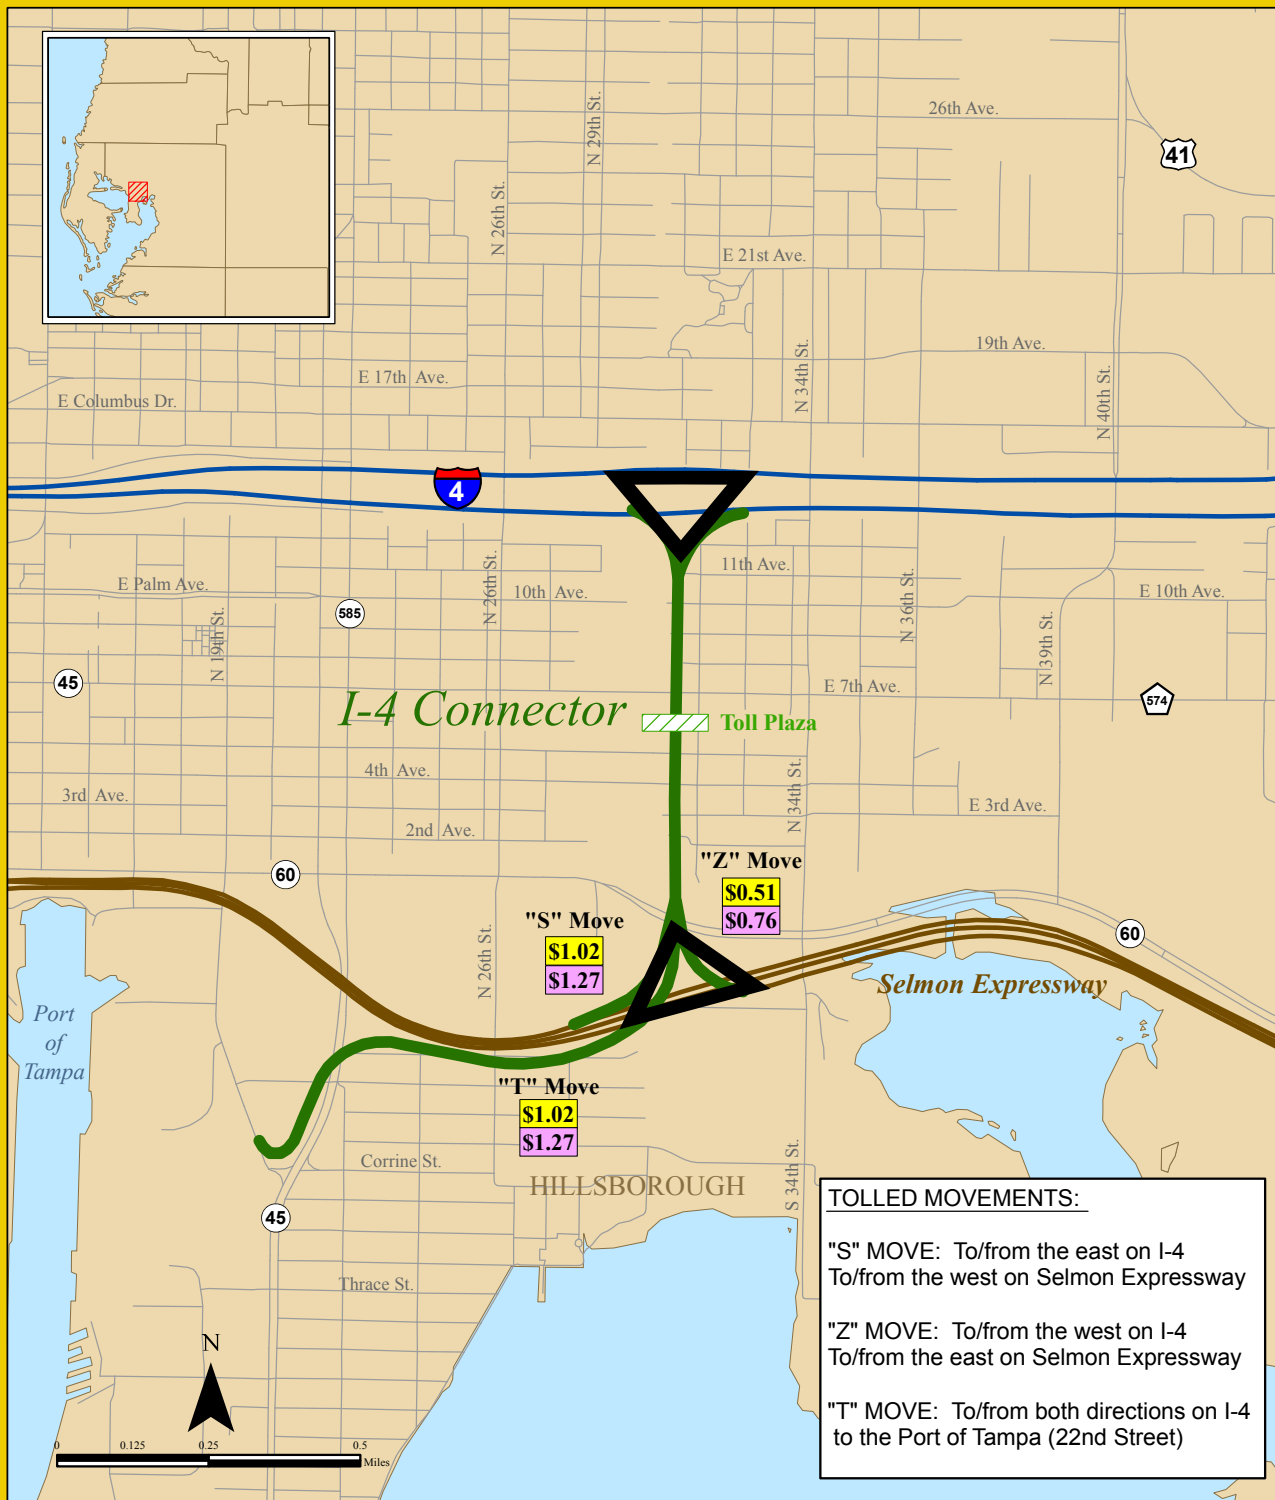 26th Ave.
41
N 29th St.
N 26th St.
E 21st Ave.
19th Ave.
N 34th St.
N 40th St.
E 17th Ave.
E Columbus Dr.
4
11th Ave.
E Palm Ave.
10th Ave.
E 10th Ave.
N 26th St.
N 36th St.
585
N 19th St.
N 39th St.
45
E 7th Ave.
574
I-4 Connector
Toll Plaza
4th Ave.
3rd Ave.
N 34th St.
E 3rd Ave.
2nd Ave.
"Z" Move
$0.51
$0.76
60
"S" Move
$1.02
$1.27
N 26th St.
60
Selmon Expressway
Port
of
Tampa
"T" Move
$1.02
$1.27
Corrine St.
HILLSBOROUGH
S 34th St.
45
Thrace St.
TOLLED MOVEMENTS:
"S" MOVE: To/from the east on I-4
To/from the west on Selmon Expressway
"Z" MOVE: To/from the west on I-4
To/from the east on Selmon Expressway
"T" MOVE: To/from both directions on I-4
to the Port of Tampa (22nd Street)
N
0 0.125 0.25 0.5
Miles